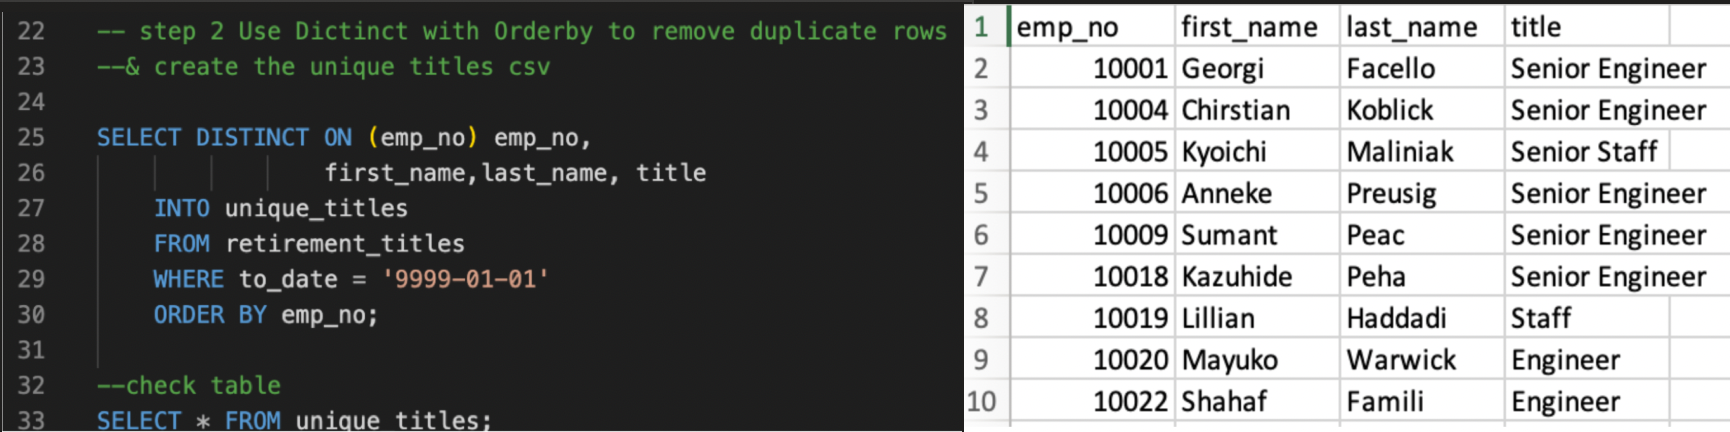 22 -- step 2 Use Dictinct with Orderby to remove duplicate rows
23 --& create the unique titles csv
24
25 SELECT DISTINCT ON (emp_no) emp_no,
26 first_name,last_name, title
27 INTO unique_titles
28 FROM retirement_titles
29 WHERE to_date = '9999-01-01'
30 ORDER BY emp_no;
31
32 --check table
33 SELECT * FROM unique_titles;
1 emp_no first_name last_name title
2 10001 Georgi Facello Senior Engineer
3 10004 Chirstian Koblick Senior Engineer
4 10005 Kyoichi Maliniak Senior Staff
5 10006 Anneke Preusig Senior Engineer
6 10009 Sumant Peac Senior Engineer
7 10018 Kazuhide Peha Senior Engineer
8 10019 Lillian Haddadi Staff
9 10020 Mayuko Warwick Engineer
10 10022 Shahaf Famili Engineer